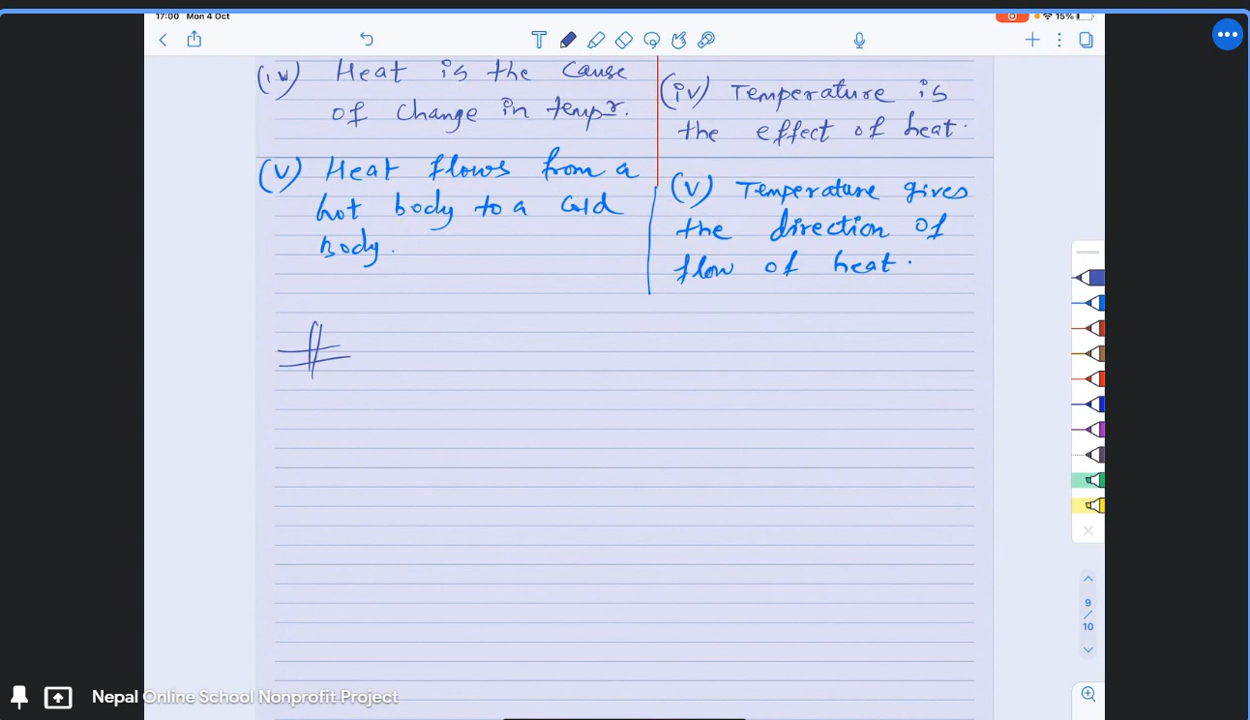 17:00 Mon 4 Oct
15%
(iv) Heat is the cause
of change in tempr.
(v) Heat flows from a
hot body to a cold
Body.
(iv) Temperature is
the effect of heat.
(v) Temperature gives
the direction of
flow of heat.
#
9
/
10
Nepal Online School Nonprofit Project